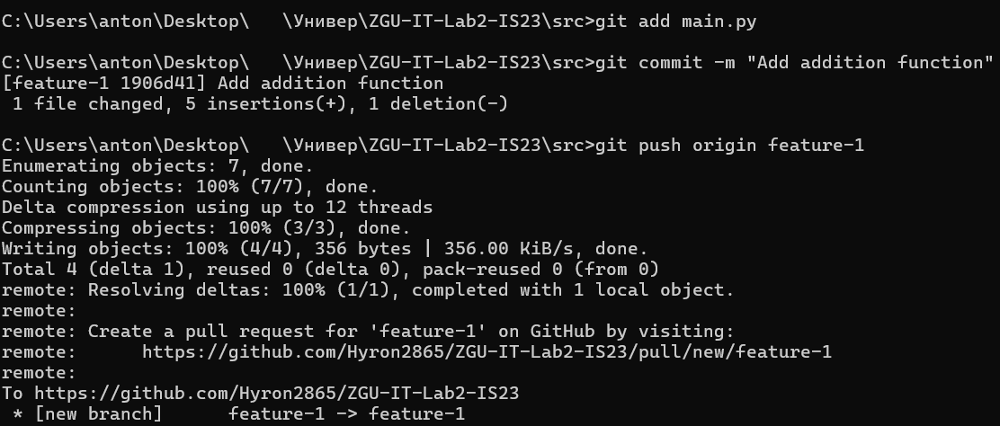 C:\Users\anton\Desktop\   \Универ\ZGU-IT-Lab2-IS23\src>git add main.py
C:\Users\anton\Desktop\   \Универ\ZGU-IT-Lab2-IS23\src>git commit -m "Add addition function"
[feature-1 1906d41] Add addition function
 1 file changed, 5 insertions(+), 1 deletion(-)
C:\Users\anton\Desktop\   \Универ\ZGU-IT-Lab2-IS23\src>git push origin feature-1
Enumerating objects: 7, done.
Counting objects: 100% (7/7), done.
Delta compression using up to 12 threads
Compressing objects: 100% (3/3), done.
Writing objects: 100% (4/4), 356 bytes | 356.00 KiB/s, done.
Total 4 (delta 1), reused 0 (delta 0), pack-reused 0 (from 0)
remote: Resolving deltas: 100% (1/1), completed with 1 local object.
remote:
remote: Create a pull request for 'feature-1' on GitHub by visiting:
remote:      https://github.com/Hyron2865/ZGU-IT-Lab2-IS23/pull/new/feature-1
remote:
To https://github.com/Hyron2865/ZGU-IT-Lab2-IS23
 * [new branch]      feature-1 -> feature-1